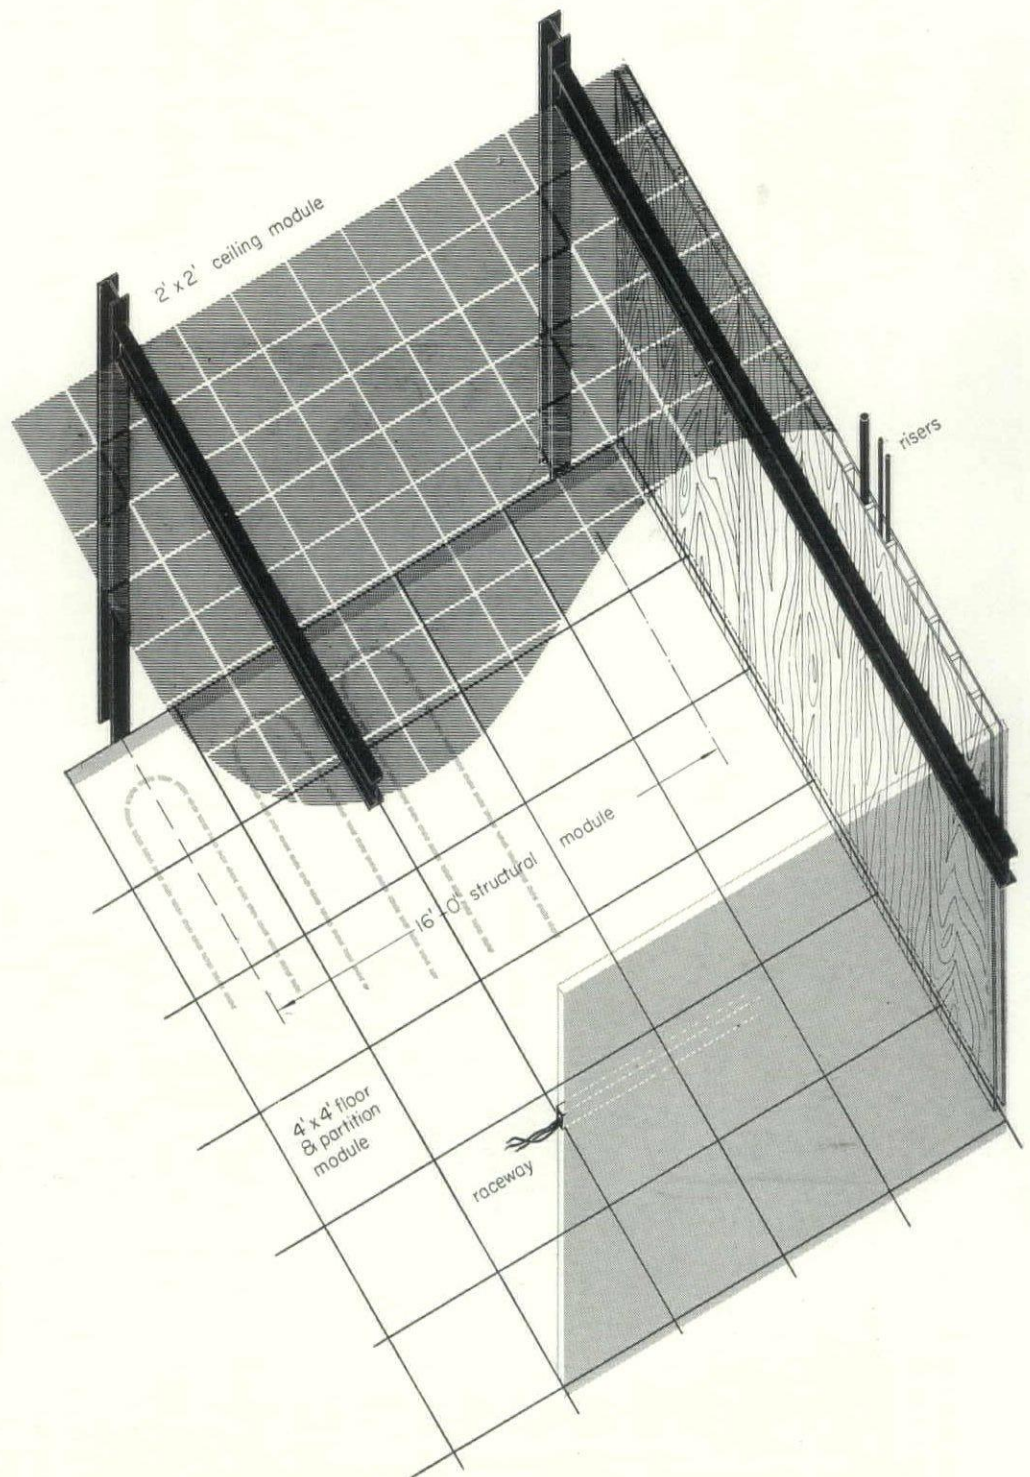 2' x 2' ceiling module
risers
16'-0" structural module
4' x 4' floor
& partition
module
raceway